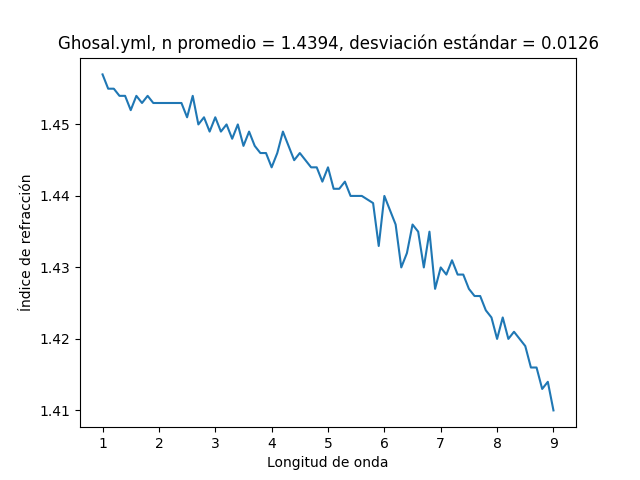 Ghosal.yml, n promedio = 1.4394, desviación estándar = 0.0126
1.45
1.44
1.43
1.42
1.41
Índice de refracción
1 2 3 4 5 6 7 8 9
Longitud de onda